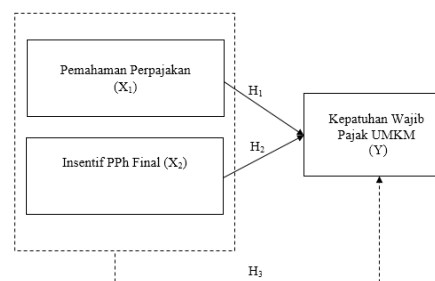 Pemahaman Perpajakan
(X₁)
H₁
Kepatuhan Wajib
Pajak UMKM
(Y)
H₂
Insentif PPh Final (X₂)
H₃